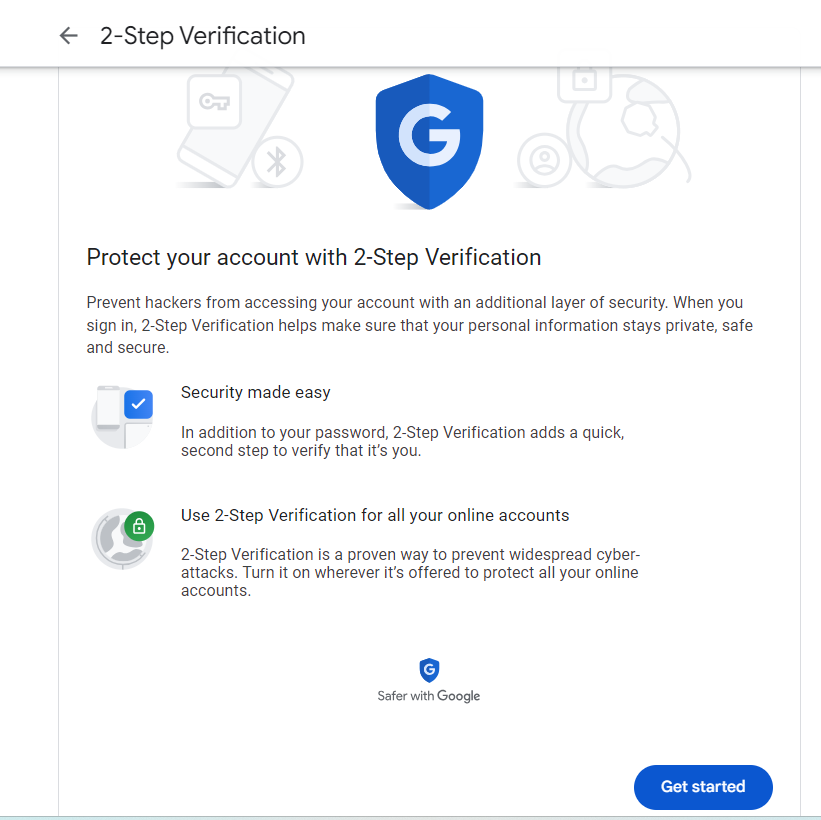 2-Step Verification
G
Protect your account with 2-Step Verification
Prevent hackers from accessing your account with an additional layer of security. When you
sign in, 2-Step Verification helps make sure that your personal information stays private, safe
and secure.
Security made easy
In addition to your password, 2-Step Verification adds a quick,
second step to verify that it’s you.
Use 2-Step Verification for all your online accounts
2-Step Verification is a proven way to prevent widespread cyber-
attacks. Turn it on wherever it’s offered to protect all your online
accounts.
G
Safer with Google
Get started